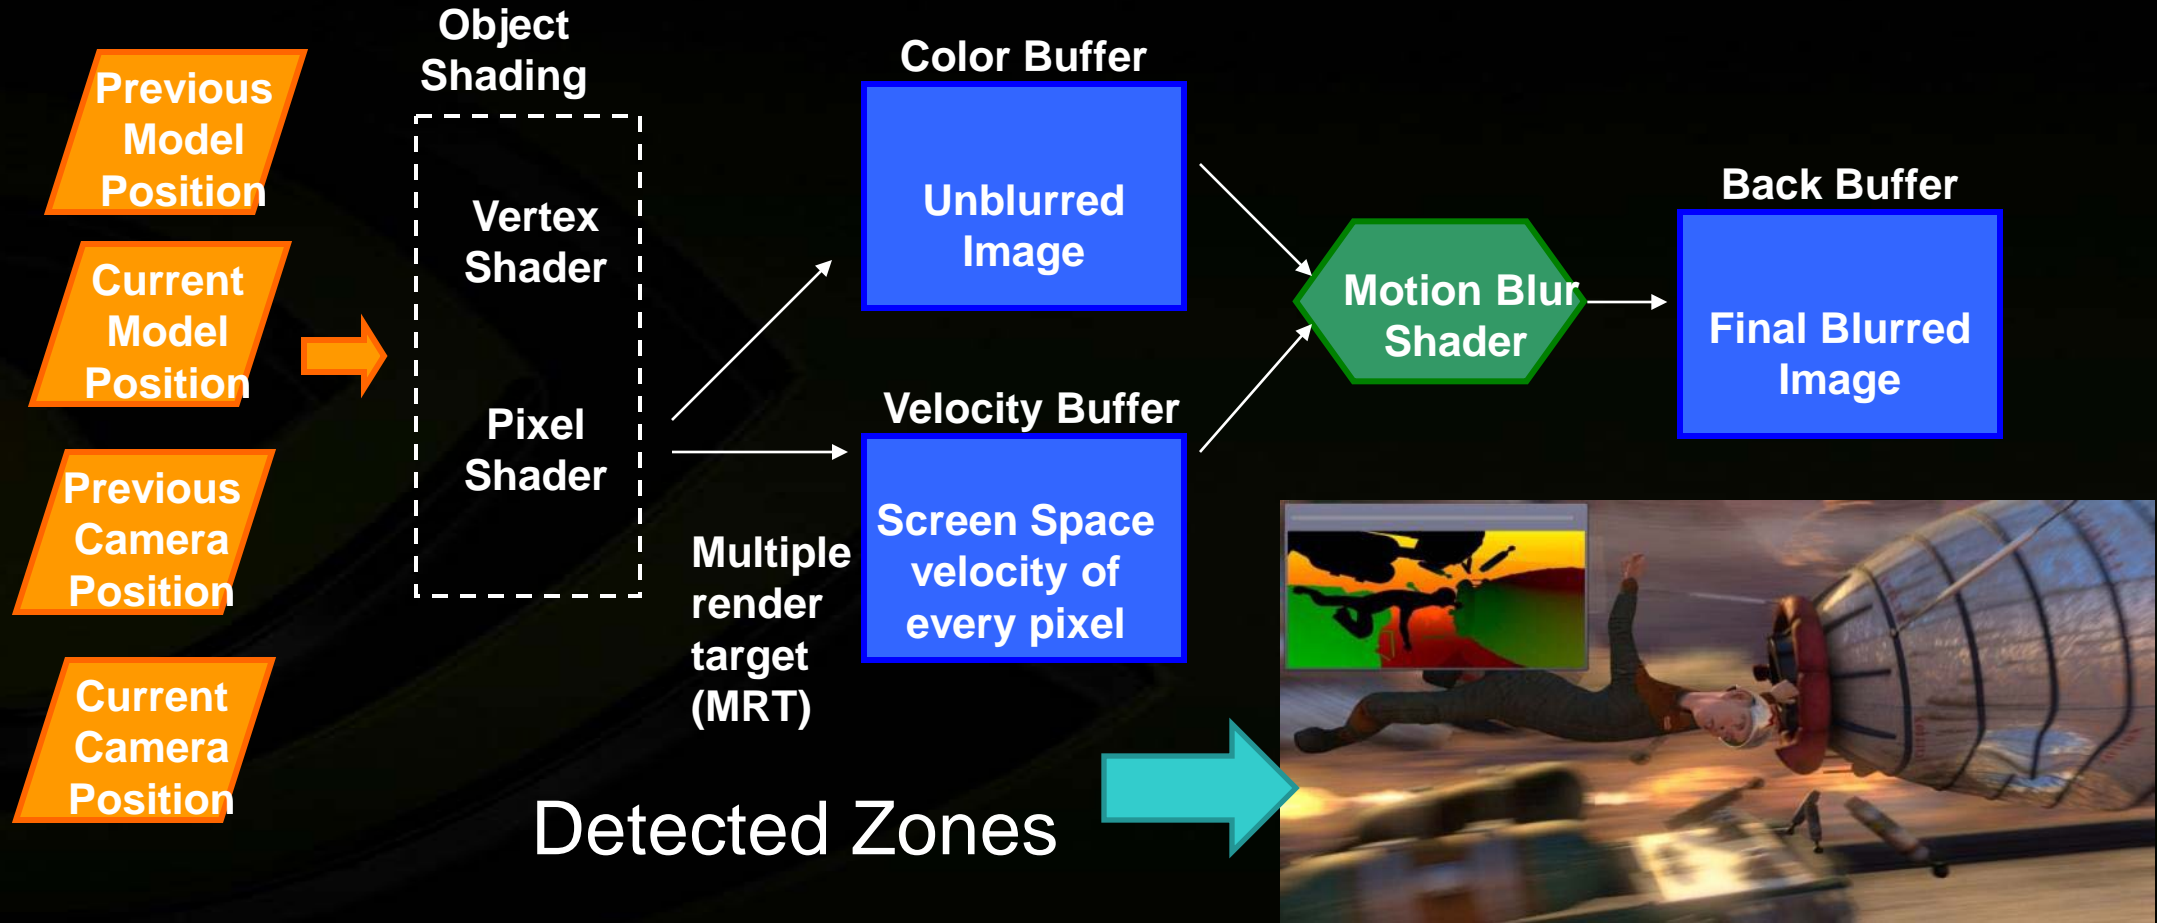 Previous
Model
Position
Current
Model
Position
Previous
Camera
Position
Current
Camera
Position
Object
Shading
Vertex
Shader
Pixel
Shader
Multiple
render
target
(MRT)
Color Buffer
Unblurred
Image
Velocity Buffer
Screen Space
velocity of
every pixel
Motion Blur
Shader
Back Buffer
Final Blurred
Image
Detected Zones